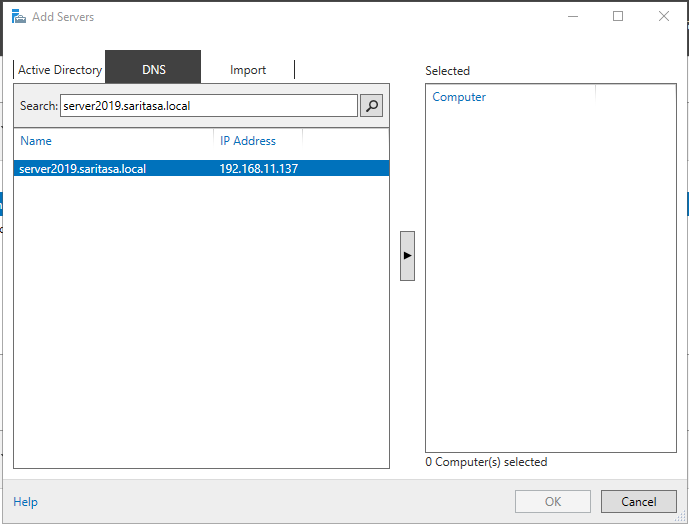 Add Servers
Active Directory
DNS
Import
Search: server2019.saritasa.local
Name IP Address
server2019.saritasa.local 192.168.11.137
Selected
Computer
0 Computer(s) selected
Help
OK
Cancel